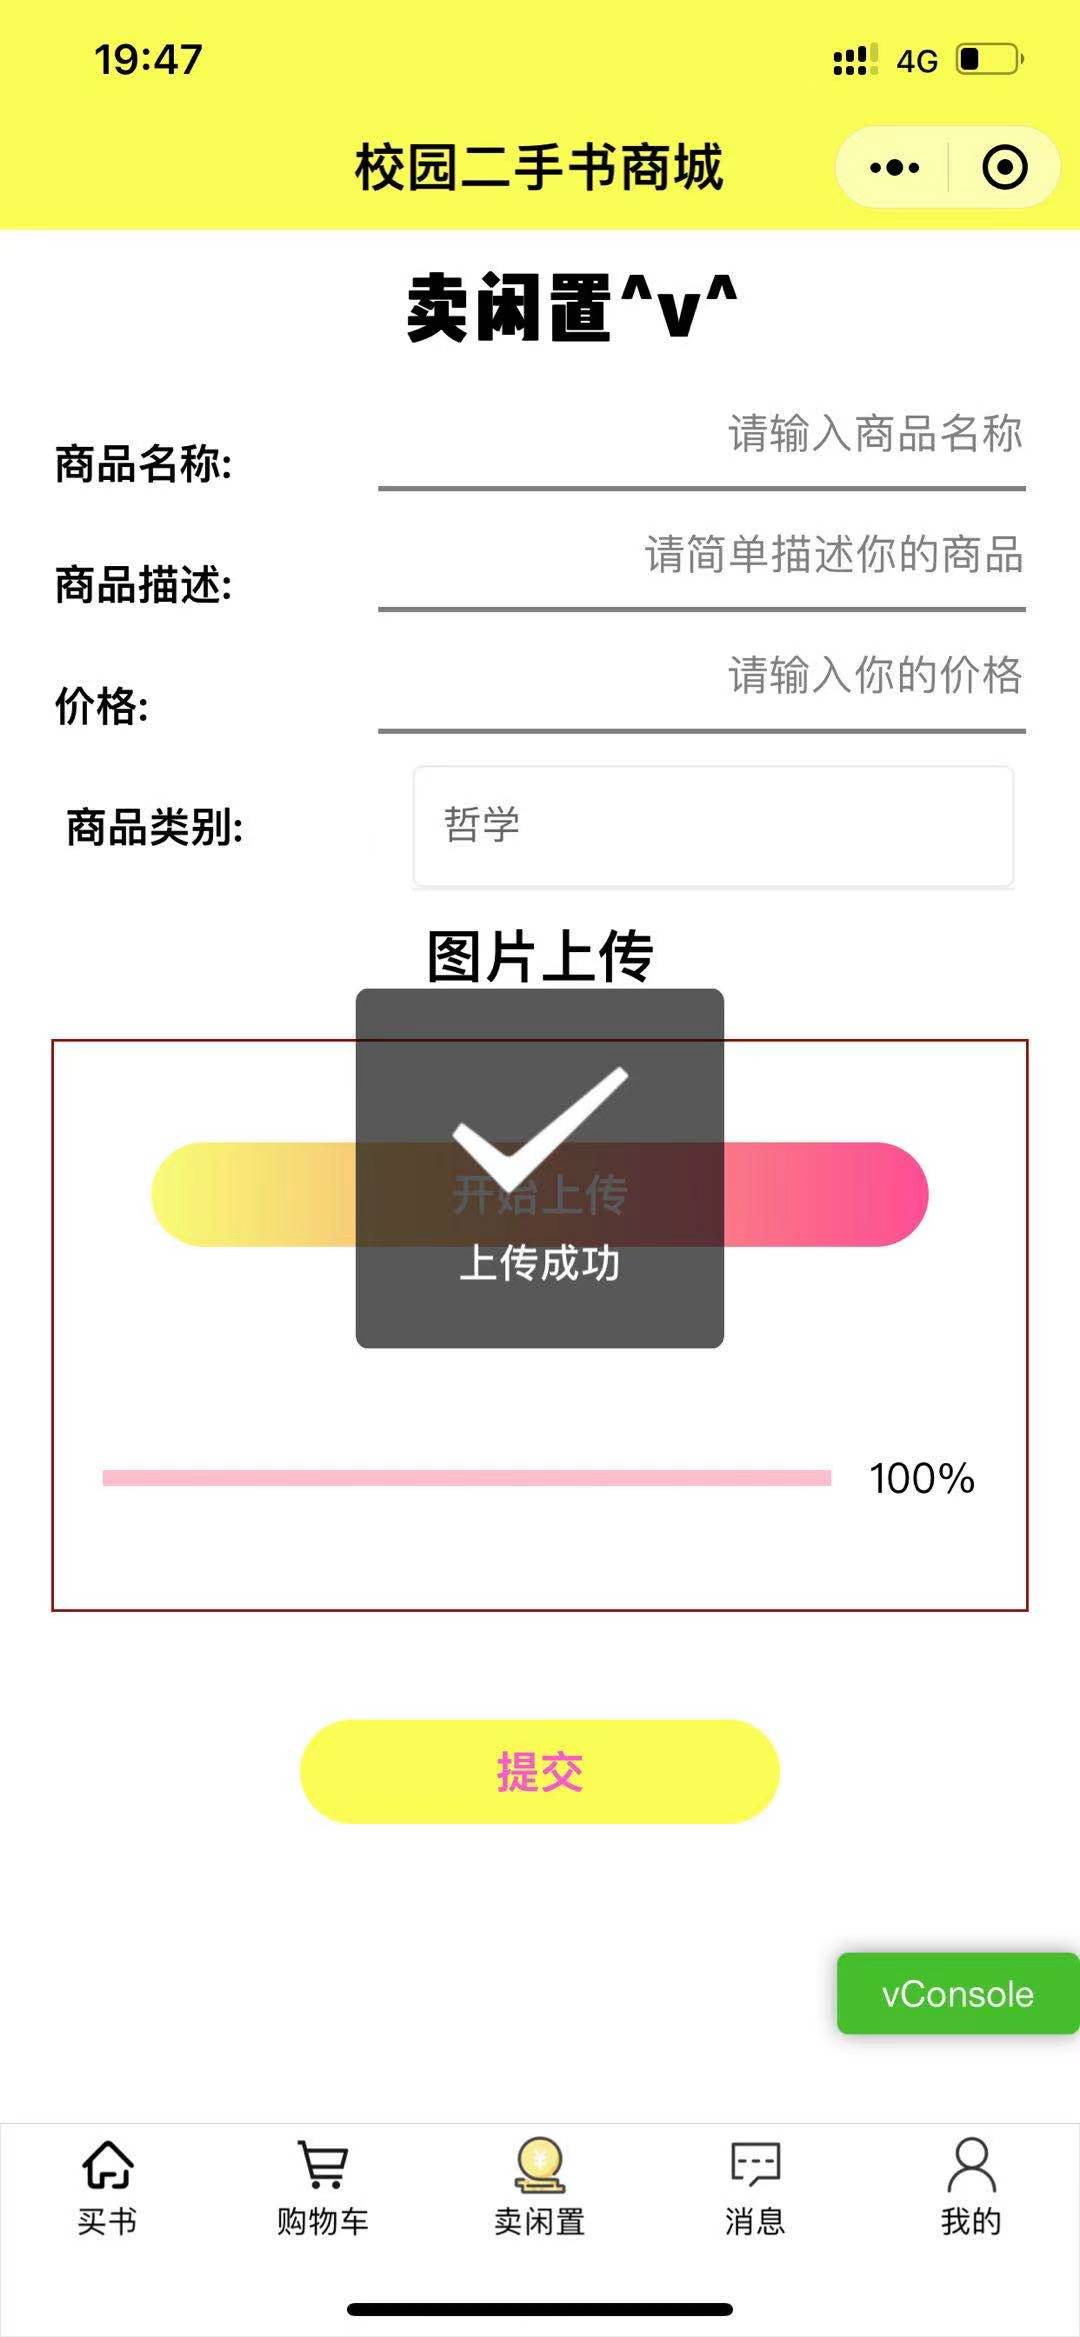 19:47
4G
校园二手书商城
卖闲置^v^
商品名称:
请输入商品名称
商品描述:
请简单描述你的商品
价格:
请输入你的价格
商品类别:
哲学
图片上传
开始上传
上传成功
100%
提交
vConsole
买书
购物车
卖闲置
消息
我的